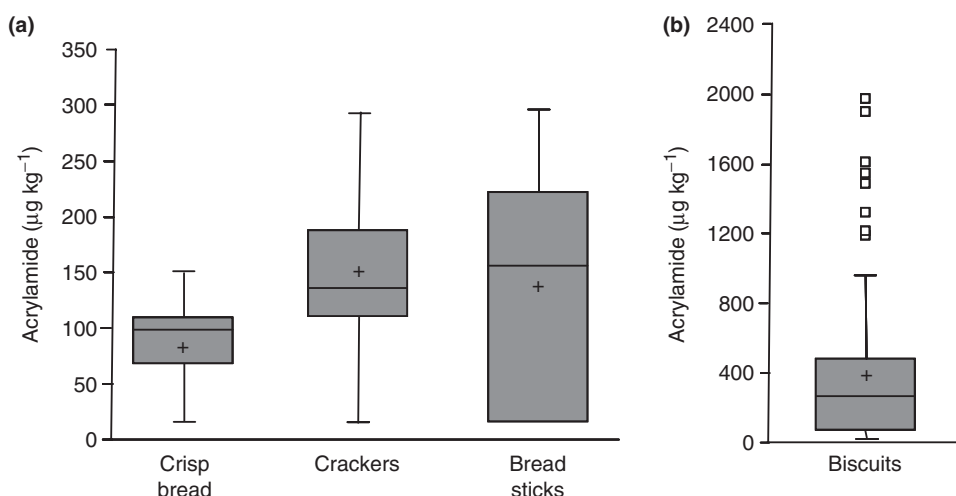 (a)
350
300
250
200
150
100
50
0
Acrylamide (μg kg⁻¹)
Crisp
bread
Crackers
Bread
sticks
(b)
2400
2000
1600
1200
800
400
0
Acrylamide (μg kg⁻¹)
Biscuits